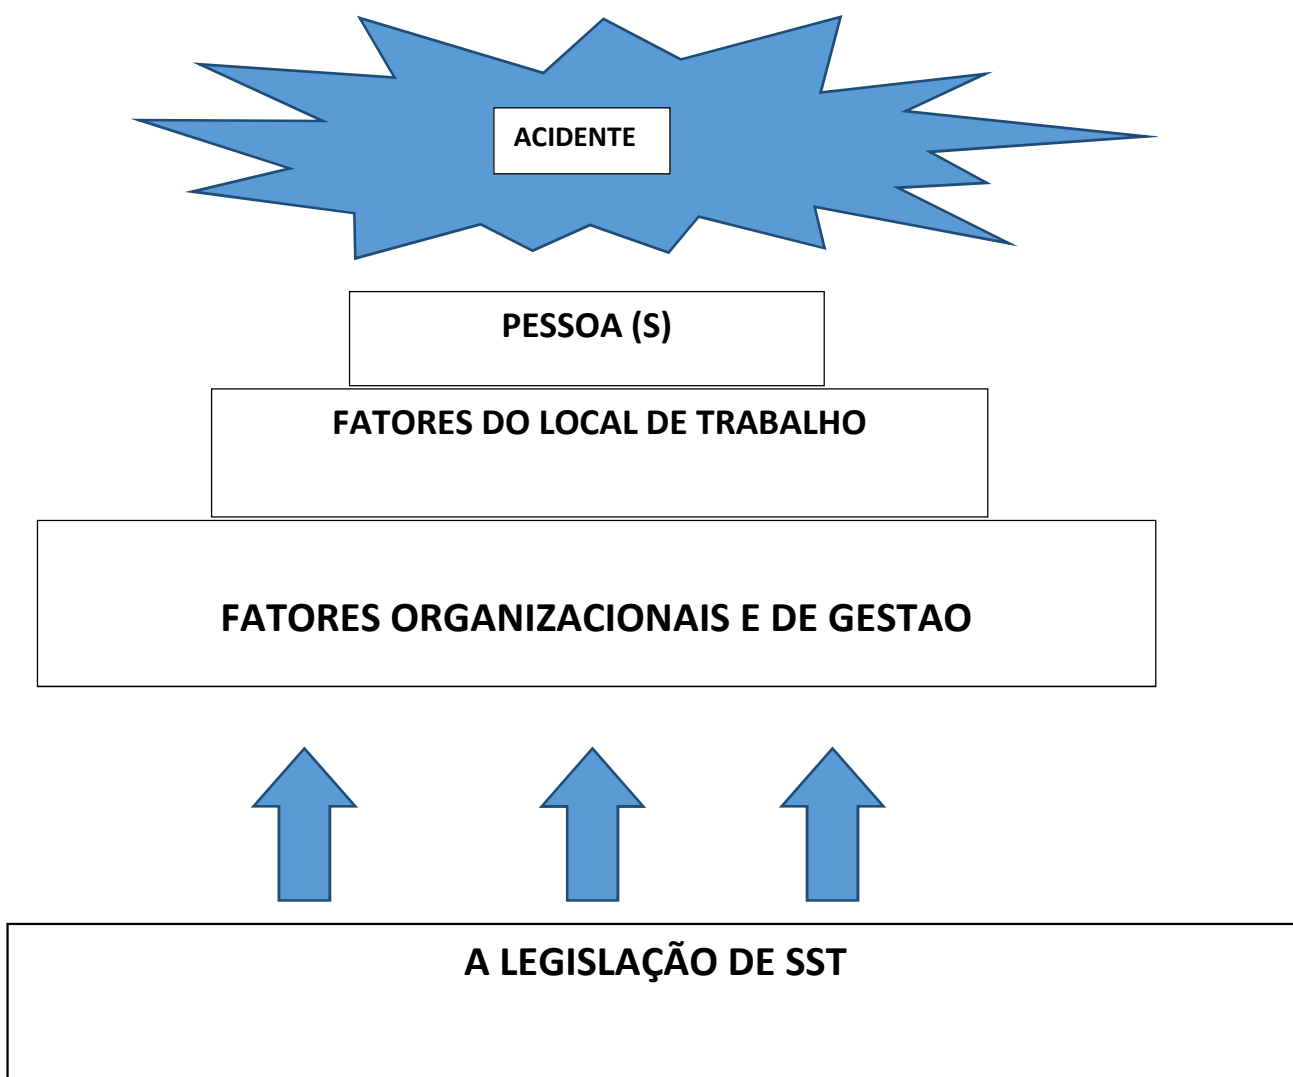 ACIDENTE
PESSOA (S)
FATORES DO LOCAL DE TRABALHO
FATORES ORGANIZACIONAIS E DE GESTAO
A LEGISLAÇÃO DE SST